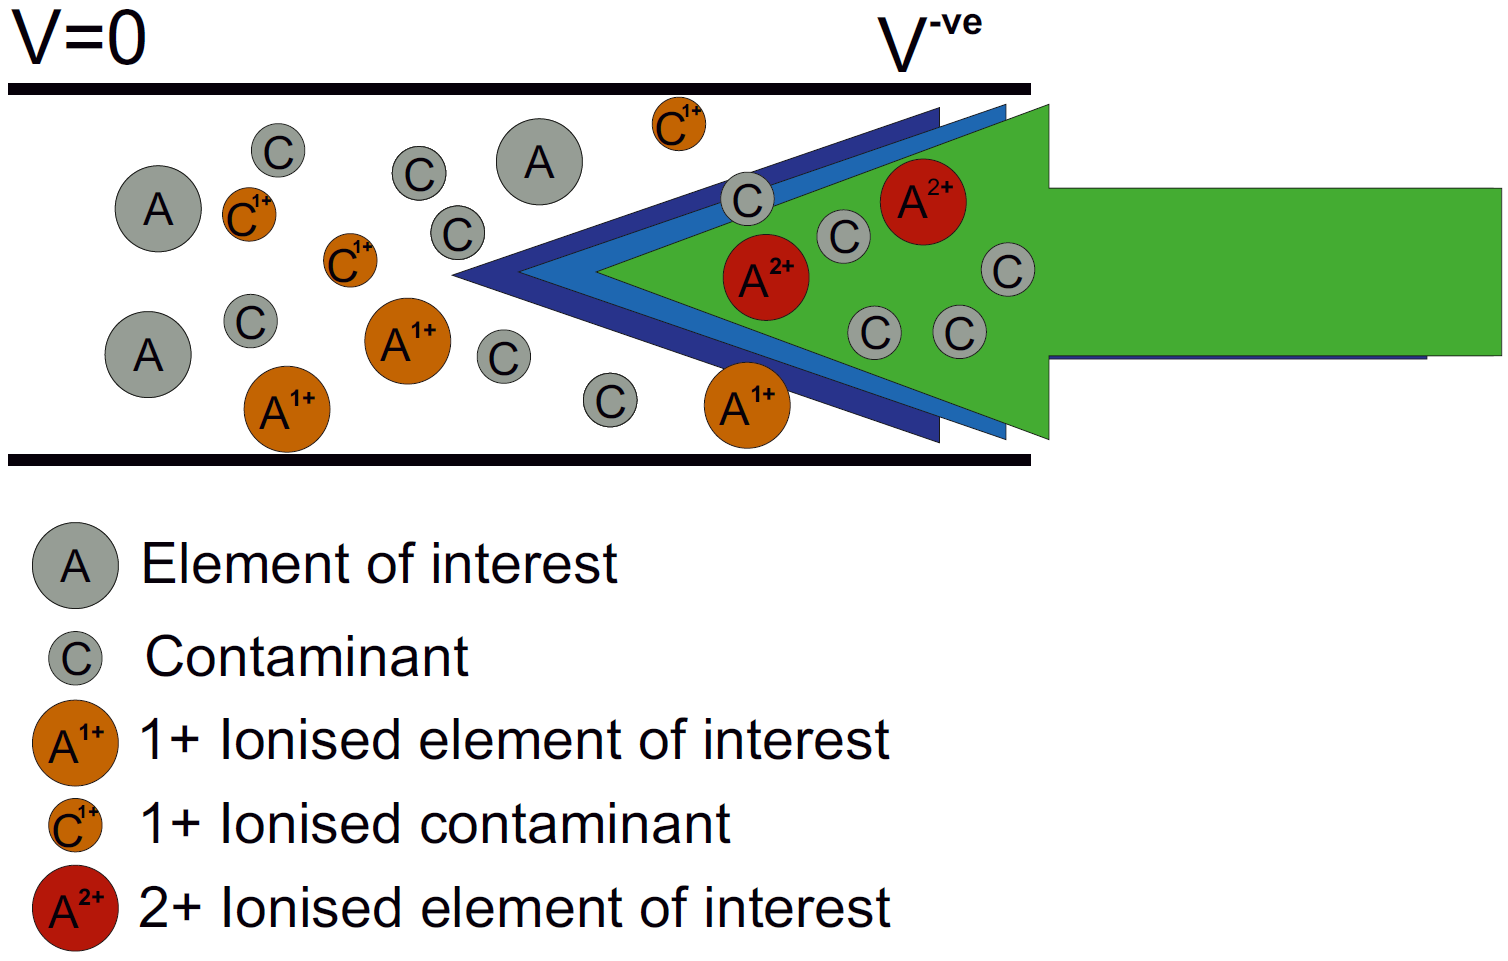 V=0 V-ve
C C1+
A C A
C1+ C A2+
C C
C1+ C A2+ C
C A1+ C C
A C
A1+ C A1+
A Element of interest
C Contaminant
A1+ 1+ Ionised element of interest
C1+ 1+ Ionised contaminant
A2+ 2+ Ionised element of interest